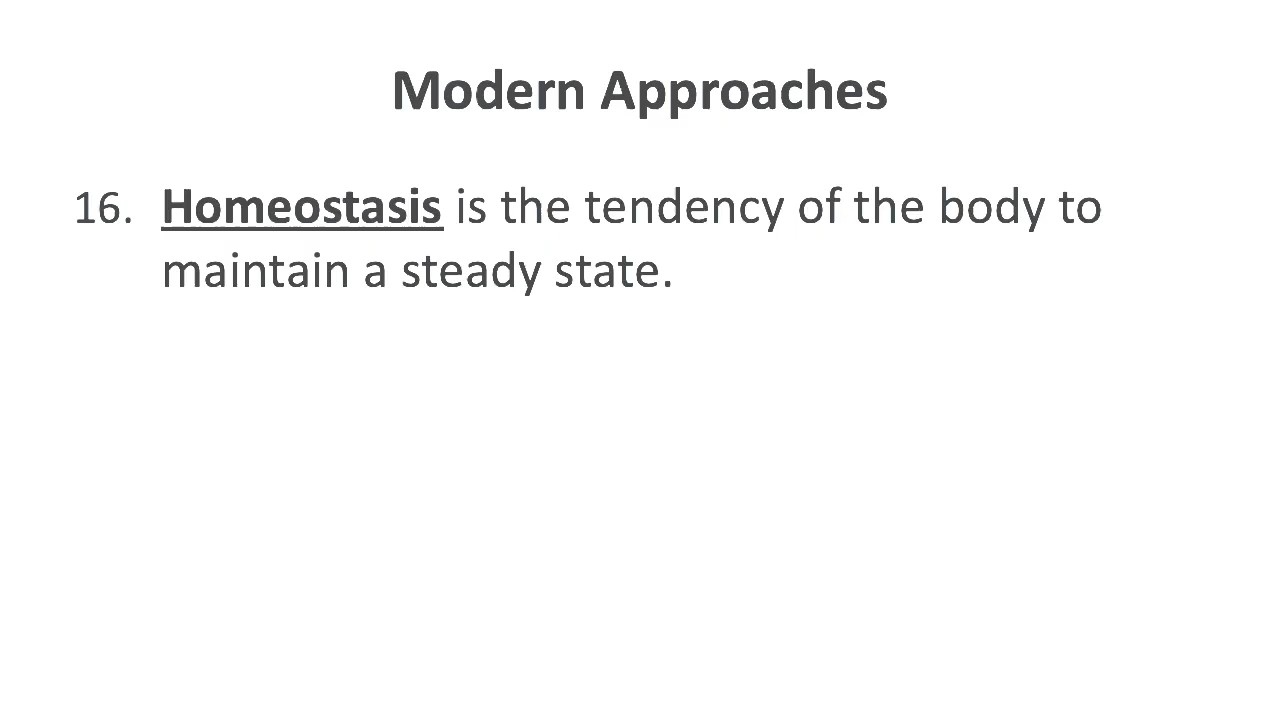 Modern Approaches
16. Homeostasis is the tendency of the body to
maintain a steady state.